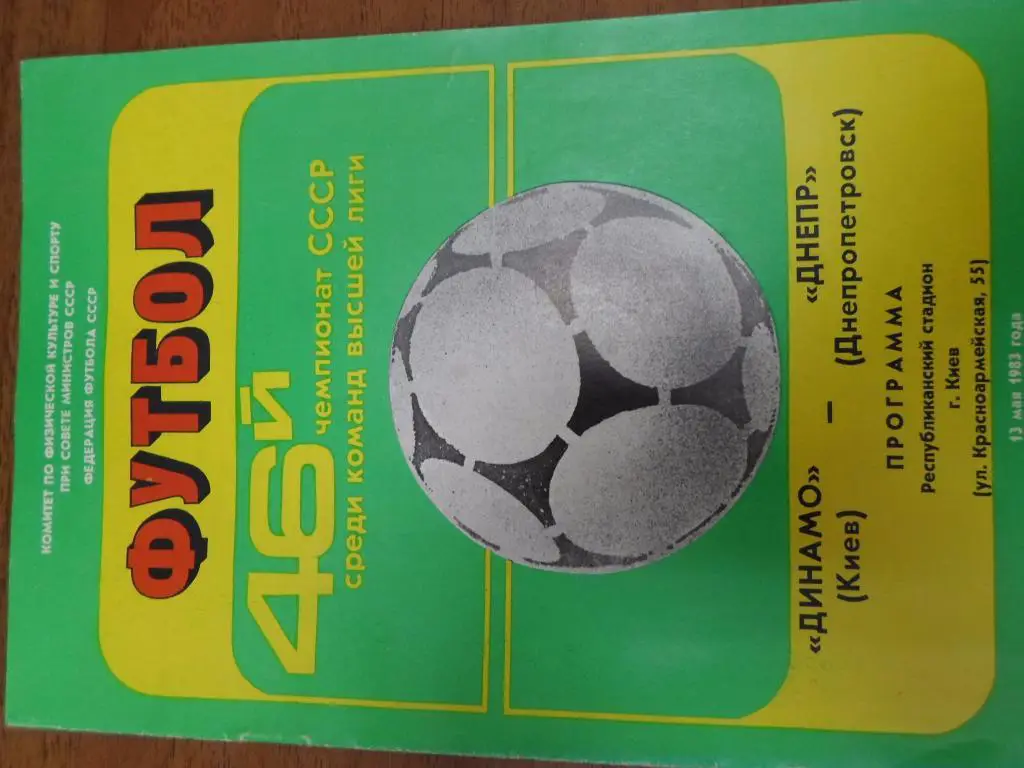 КОМИТЕТ ПО ФИЗИЧЕСКОЙ КУЛЬТУРЕ И СПОРТУ
ПРИ СОВЕТЕ МИНИСТРОВ СССР
ФЕДЕРАЦИЯ ФУТБОЛА СССР
ФУТБОЛ
46й
чемпионат СССР
среди команд высшей лиги
«ДИНАМО» — «ДНЕПР»
(Киев) (Днепропетровск)
ПРОГРАММА
Республиканский стадион
г. Киев
(ул. Красноармейская, 55)
13 мая 1983 года